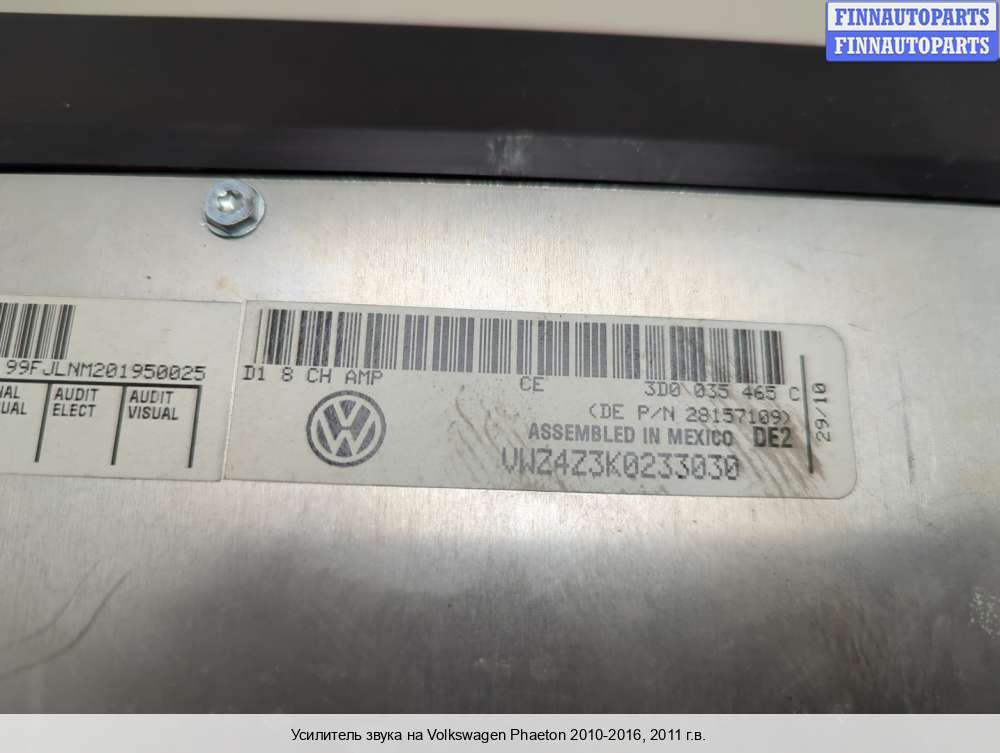 FINNAUTOPARTS
FINNAUTOPARTS
99FJLNM201950025
UAL
AUDIT
ELECT
AUDIT
VISUAL
D1 8 CH AMP
CE
3D0 035 465 C
(DE P/N 28157109)
ASSEMBLED IN MEXICO DE2
VWZ4Z3K0233030
29/10
Усилитель звука на Volkswagen Phaeton 2010-2016, 2011 г.в.